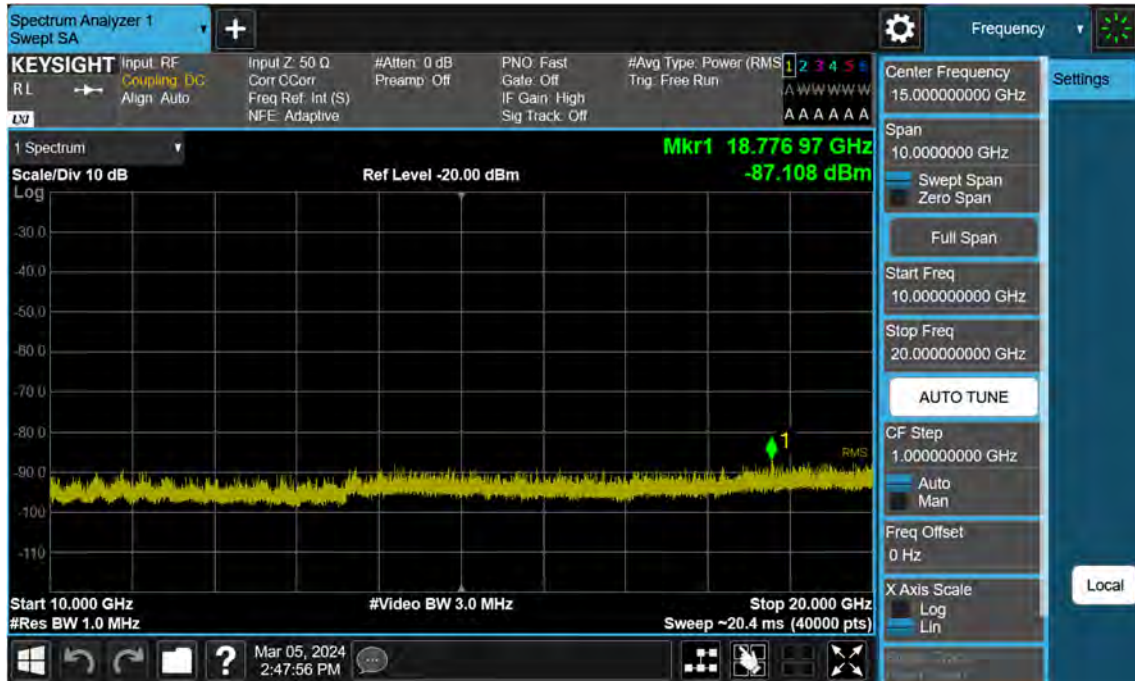 Spectrum Analyzer 1
Swept SA
Frequency
KEYSIGHT
RL
LXI
Input: RF
Coupling: DC
Align: Auto
Input Z: 50 Ω
Corr CCorr
Freq Ref: Int (S)
NFE: Adaptive
#Atten: 0 dB
Preamp: Off
PNO: Fast
Gate: Off
IF Gain: High
Sig Track: Off
#Avg Type: Power (RMS
Trig: Free Run
1 2 3 4 5 6
A W W W W W
A A A A A A
Center Frequency
15.000000000 GHz
Settings
1 Spectrum
Mkr1 18.776 97 GHz
-87.108 dBm
Scale/Div 10 dB
Ref Level -20.00 dBm
Log
-30.0
-40.0
-50.0
-60.0
-70.0
-80.0
-90.0
-100
-110
1
RMS
Start 10.000 GHz
#Video BW 3.0 MHz
Stop 20.000 GHz
#Res BW 1.0 MHz
Sweep ~20.4 ms (40000 pts)
Span
10.0000000 GHz
Swept Span
Zero Span
Full Span
Start Freq
10.000000000 GHz
Stop Freq
20.000000000 GHz
AUTO TUNE
CF Step
1.000000000 GHz
Auto
Man
Freq Offset
0 Hz
X Axis Scale
Log
Lin
Local
?
Mar 05, 2024
2:47:56 PM